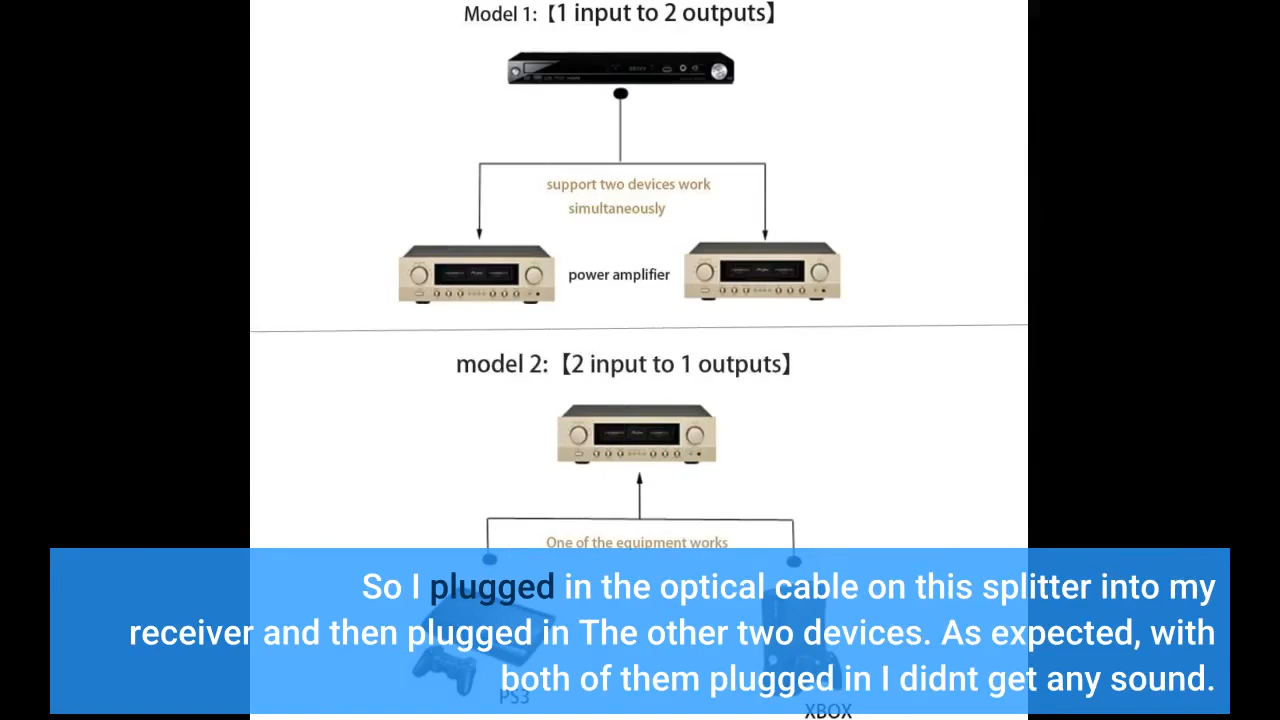 Model 1:【1 input to 2 outputs】
support two devices work
simultaneously
power amplifier
model 2:【2 input to 1 outputs】
One of the equipment works
So I plugged in the optical cable on this splitter into my
receiver and then plugged in The other two devices. As expected, with
both of them plugged in I didnt get any sound.
PS3
XBOX